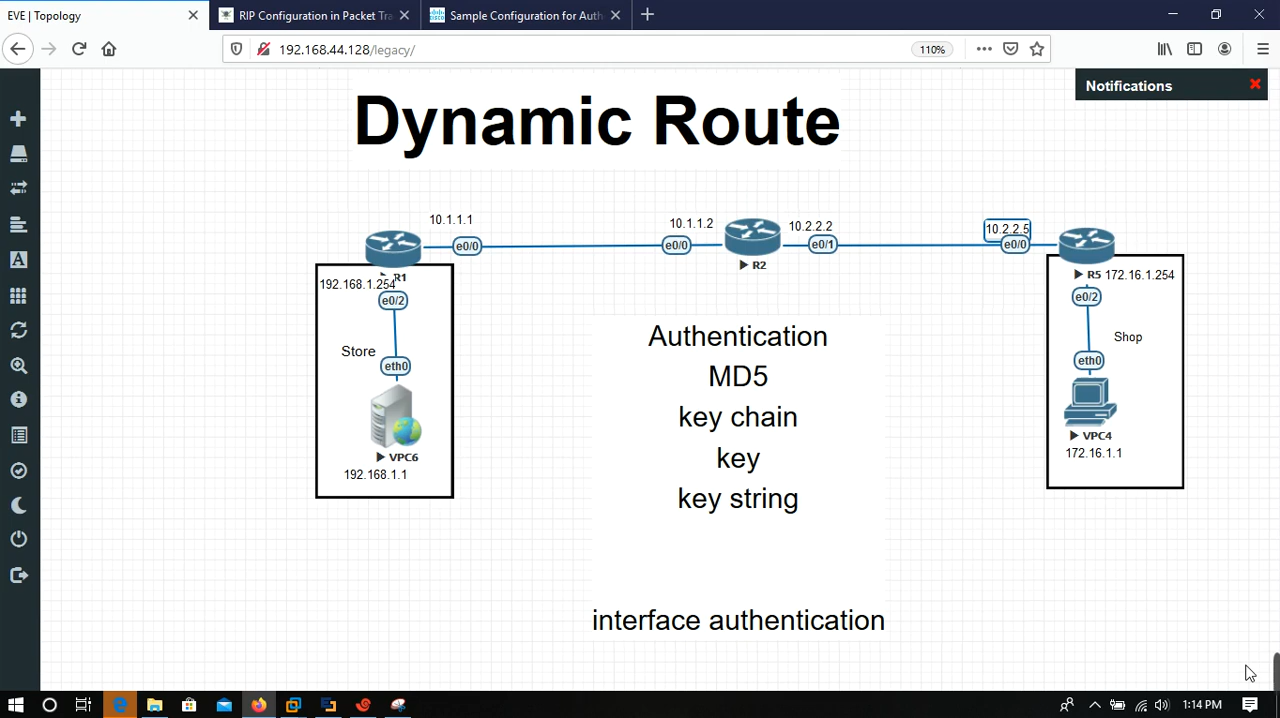 EVE | Topology
RIP Configuration in Packet Tra
Sample Configuration for Auth
192.168.44.128/legacy/
110%
Notifications
Dynamic Route
10.1.1.1
10.1.1.2
10.2.2.2
10.2.2.5
e0/0
e0/0
e0/1
e0/0
R1
R2
R5
192.168.1.254
172.16.1.254
e0/2
e0/2
Authentication
MD5
key chain
key
key string
interface authentication
Store
Shop
eth0
eth0
VPC6
VPC4
192.168.1.1
172.16.1.1
1:14 PM